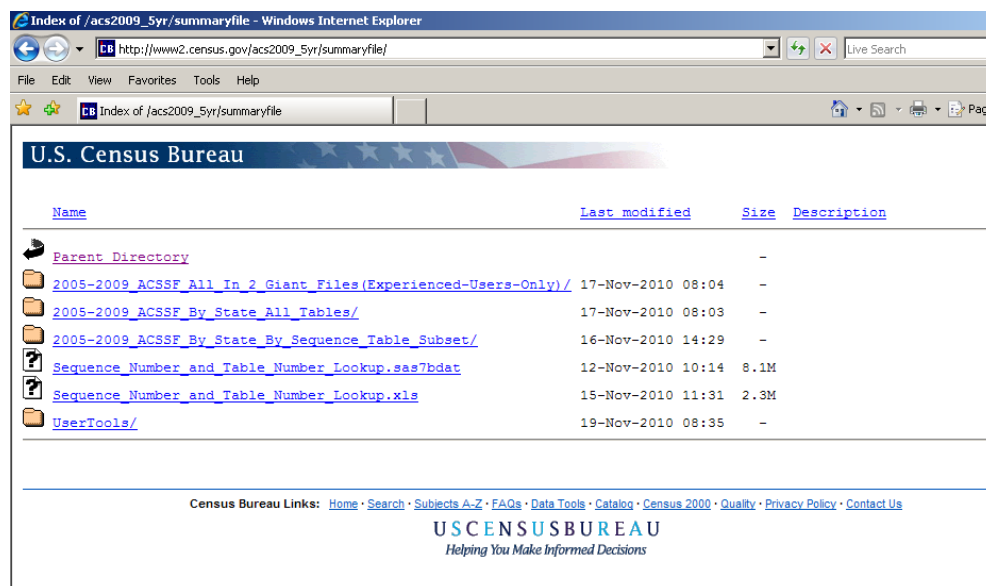 Index of /acs2009_5yr/summaryfile - Windows Internet Explorer
CB http://www2.census.gov/acs2009_5yr/summaryfile/ Live Search
File Edit View Favorites Tools Help
CB Index of /acs2009_5yr/summaryfile Pag
U.S. Census Bureau
Name Last modified Size Description
Parent Directory -
2005-2009_ACSSF_All_In_2_Giant_Files(Experienced-Users-Only)/ 17-Nov-2010 08:04 -
2005-2009_ACSSF_By_State_All_Tables/ 17-Nov-2010 08:03 -
2005-2009_ACSSF_By_State_By_Sequence_Table_Subset/ 16-Nov-2010 14:29 -
Sequence_Number_and_Table_Number_Lookup.sas7bdat 12-Nov-2010 10:14 8.1M
Sequence_Number_and_Table_Number_Lookup.xls 15-Nov-2010 11:31 2.3M
UserTools/ 19-Nov-2010 08:35 -
Census Bureau Links: Home · Search · Subjects A-Z · FAQs · Data Tools · Catalog · Census 2000 · Quality · Privacy Policy · Contact Us
USCENSUSBUREAU
Helping You Make Informed Decisions